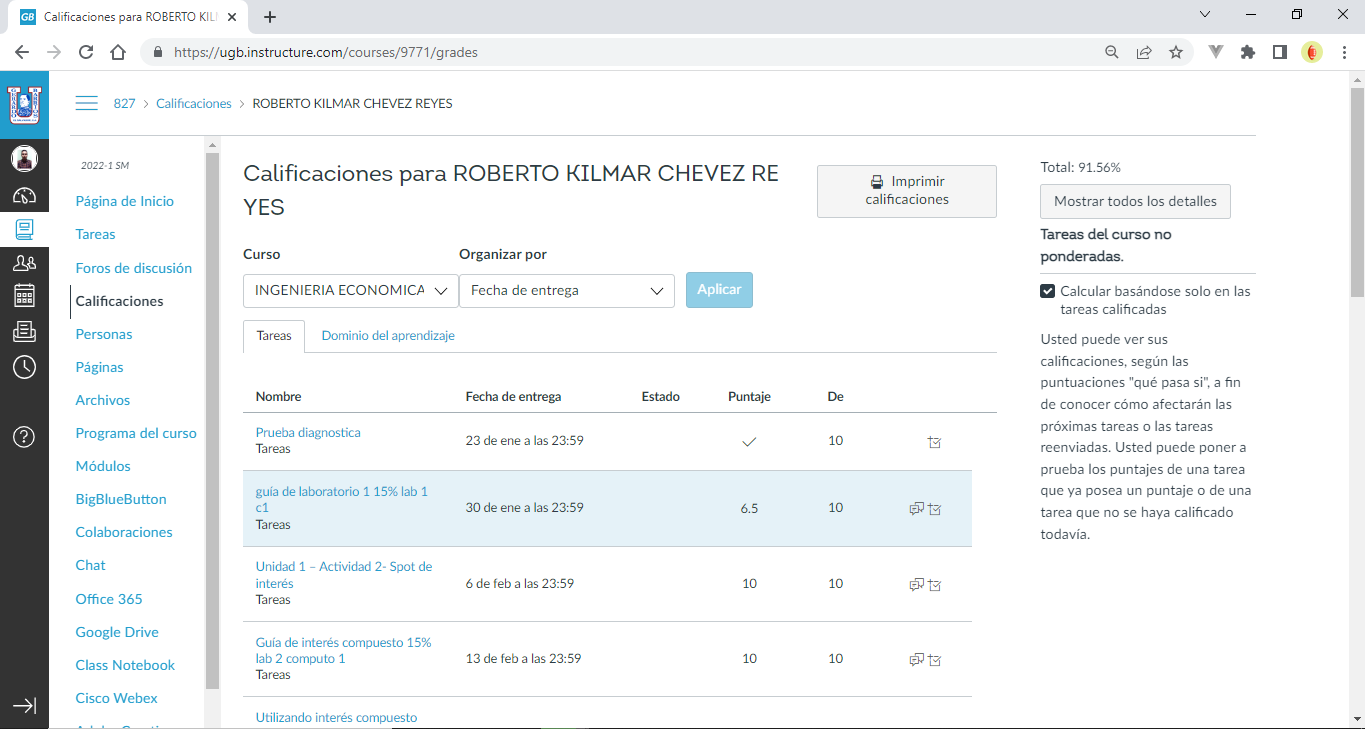 Calificaciones para ROBERTO KIL
https://ugb.instructure.com/courses/9771/grades
827 > Calificaciones > ROBERTO KILMAR CHEVEZ REYES
2022-1 SM
Página de Inicio
Tareas
Foros de discusión
Calificaciones
Personas
Páginas
Archivos
Programa del curso
Módulos
BigBlueButton
Colaboraciones
Chat
Office 365
Google Drive
Class Notebook
Cisco Webex
Calificaciones para ROBERTO KILMAR CHEVEZ RE
YES
Imprimir
calificaciones
Curso
Organizar por
INGENIERIA ECONOMICA
Fecha de entrega
Aplicar
Tareas
Dominio del aprendizaje
Nombre Fecha de entrega Estado Puntaje De
Prueba diagnostica
Tareas
23 de ene a las 23:59
10
guía de laboratorio 1 15% lab 1
c1
Tareas
30 de ene a las 23:59
6.5
10
Unidad 1 – Actividad 2- Spot de
interés
Tareas
6 de feb a las 23:59
10
10
Guía de interés compuesto 15%
lab 2 computo 1
Tareas
13 de feb a las 23:59
10
10
Utilizando interés compuesto
Total: 91.56%
Mostrar todos los detalles
Tareas del curso no
ponderadas.
Calcular basándose solo en las
tareas calificadas
Usted puede ver sus
calificaciones, según las
puntuaciones "qué pasa si", a fin
de conocer cómo afectarán las
próximas tareas o las tareas
reenviadas. Usted puede poner a
prueba los puntajes de una tarea
que ya posea un puntaje o de una
tarea que no se haya calificado
todavía.